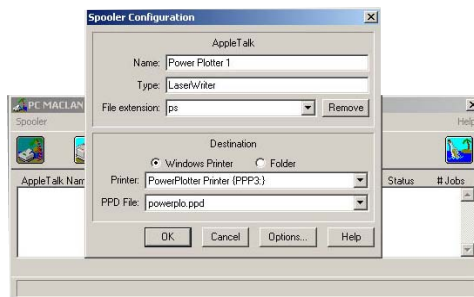 Spooler Configuration
AppleTalk
Name: Power Plotter 1
Type: LaserWriter
File extension: ps Remove
PC MACLAN
Spooler Help
Destination
Windows Printer Folder
AppleTalk Nam Status # Jobs
Printer: PowerPlotter Printer {PPP3:}
PPD File: powerplo.ppd
OK Cancel Options... Help